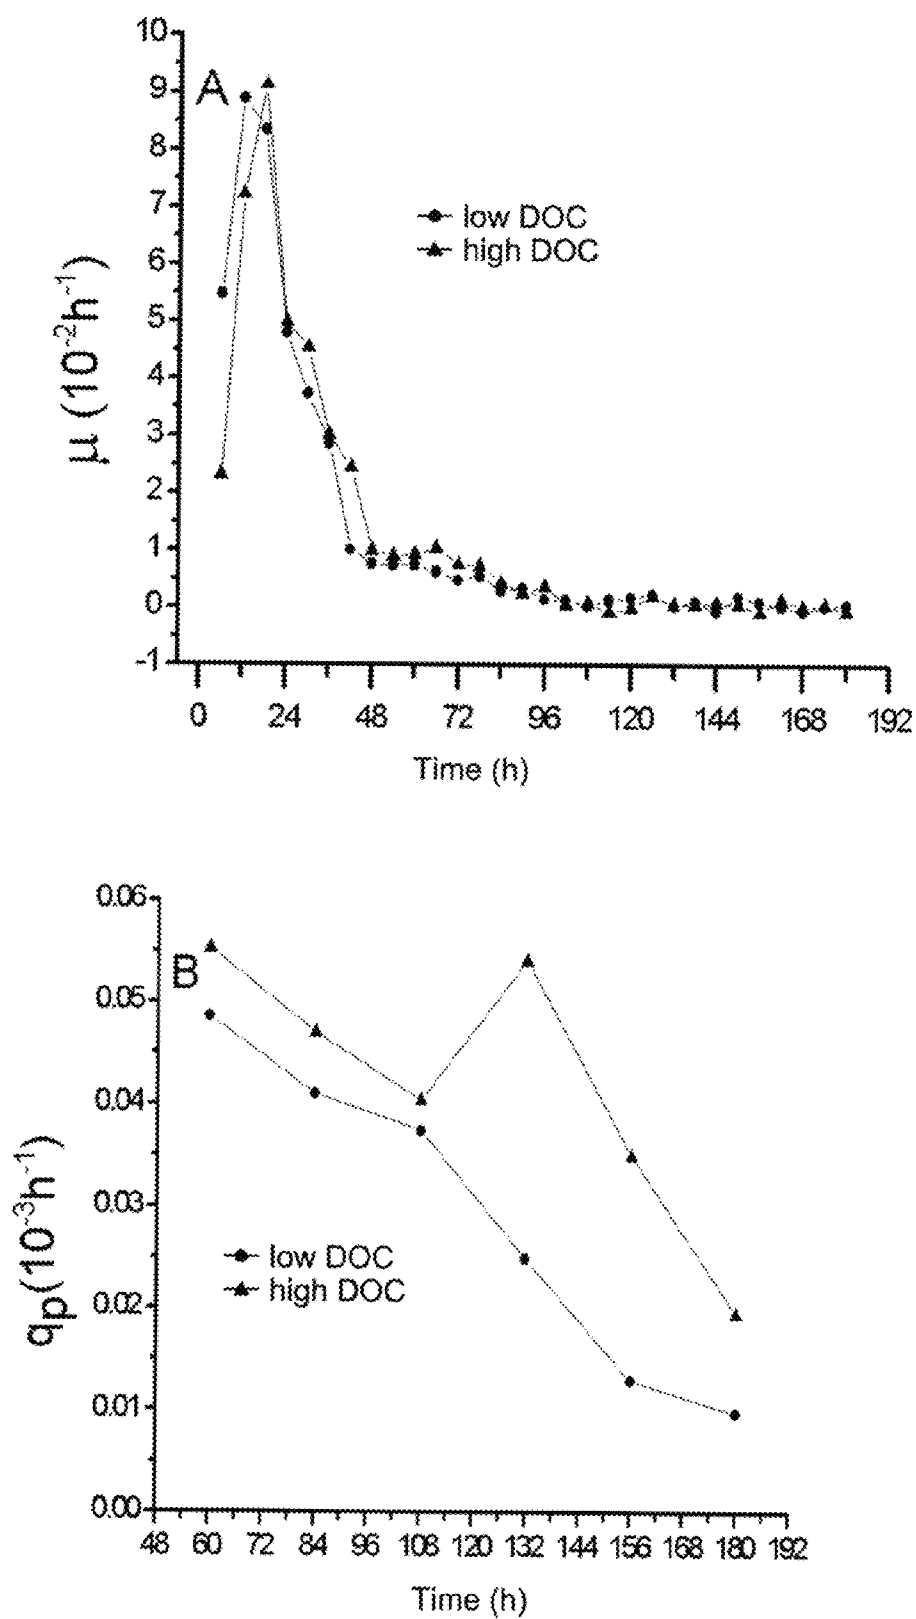 10
9
8
7
6
5
4
3
2
1
0
-1
A
low DOC
high DOC
μ (10⁻²h⁻¹)
0 24 48 72 96 120 144 168 192
Time (h)
0.06
0.05
0.04
0.03
0.02
0.01
0.00
B
low DOC
high DOC
qₚ(10⁻³h⁻¹)
48 60 72 84 96 108 120 132 144 156 168 180 192
Time (h)